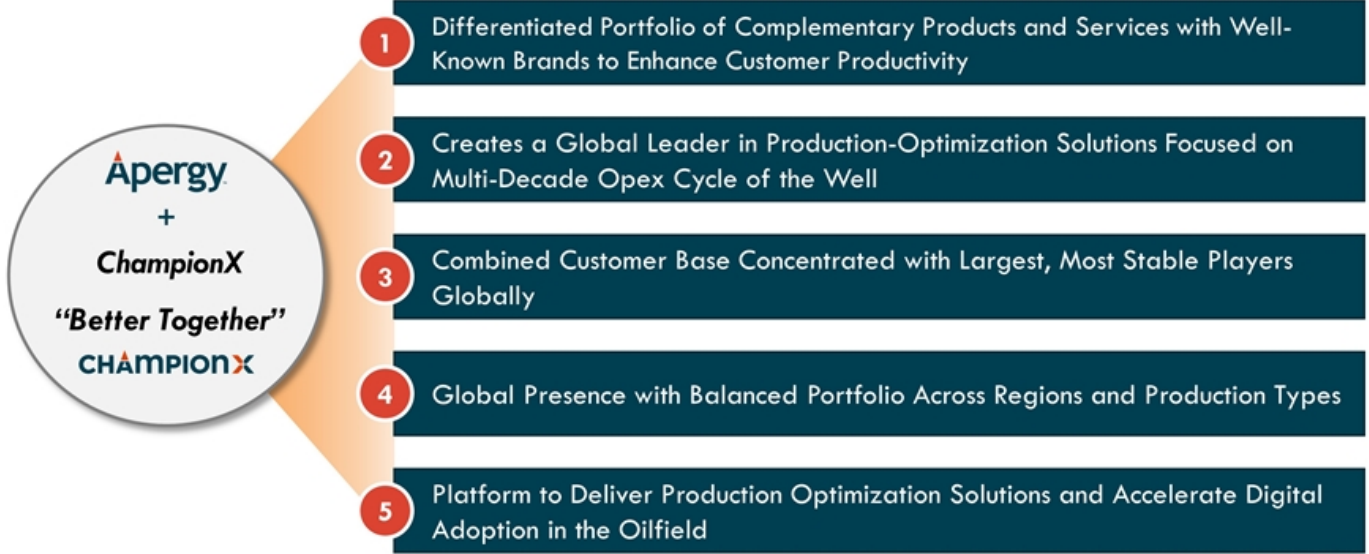 Apergy
+
ChampionX
“Better Together”
CHAMPIONX
1
Differentiated Portfolio of Complementary Products and Services with Well-
Known Brands to Enhance Customer Productivity
2
Creates a Global Leader in Production-Optimization Solutions Focused on
Multi-Decade Opex Cycle of the Well
3
Combined Customer Base Concentrated with Largest, Most Stable Players
Globally
4
Global Presence with Balanced Portfolio Across Regions and Production Types
5
Platform to Deliver Production Optimization Solutions and Accelerate Digital
Adoption in the Oilfield